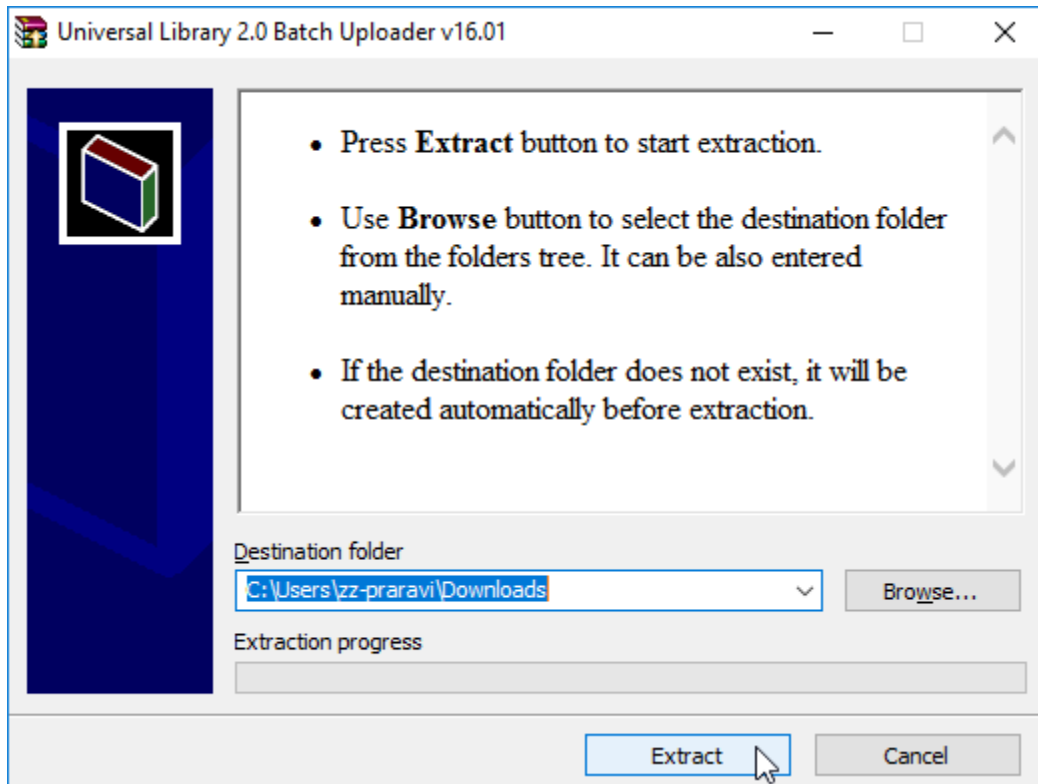 Universal Library 2.0 Batch Uploader v16.01
• Press Extract button to start extraction.
• Use Browse button to select the destination folder
from the folders tree. It can be also entered
manually.
• If the destination folder does not exist, it will be
created automatically before extraction.
Destination folder
C:\Users\zz-praravi\Downloads
Browse...
Extraction progress
Extract
Cancel